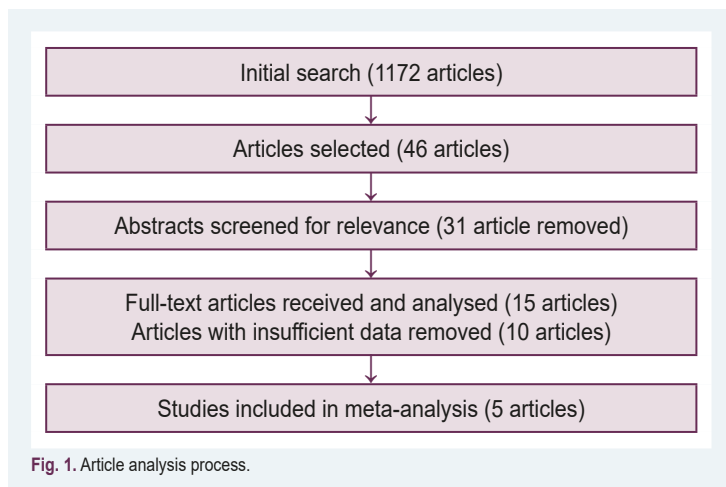 Initial search (1172 articles)
Articles selected (46 articles)
Abstracts screened for relevance (31 article removed)
Full-text articles received and analysed (15 articles)
Articles with insufficient data removed (10 articles)
Studies included in meta-analysis (5 articles)
Fig. 1. Article analysis process.